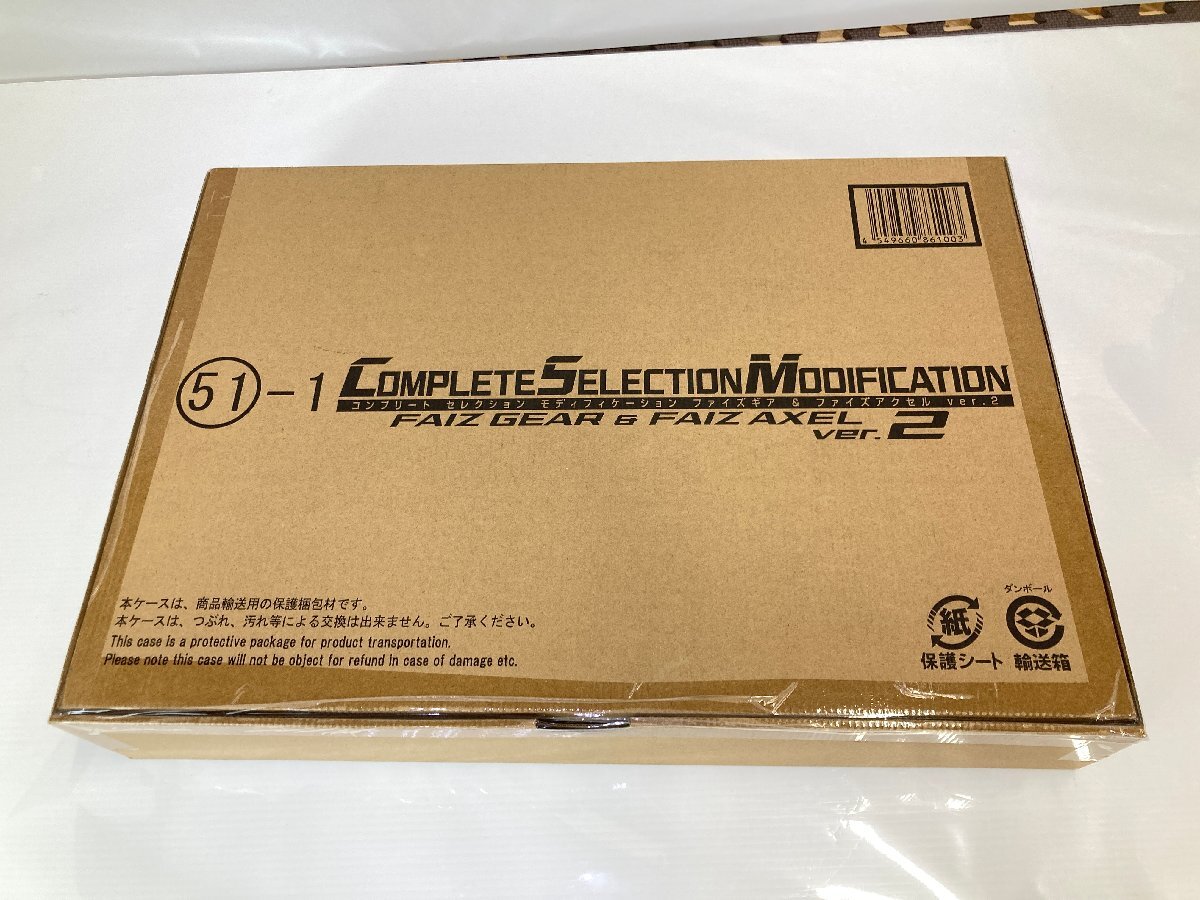 4 549660 861003
51-1 COMPLETE SELECTION MODIFICATION
コンプリート セレクション モディフィケーション ファイズギア & ファイズアクセル ver.2
FAIZ GEAR & FAIZ AXEL
ver.2
本ケースは、商品輸送用の保護梱包材です。
本ケースは、つぶれ、汚れ等による交換は出来ません。ご了承ください。
This case is a protective package for product transportation.
Please note this case will not be object for refund in case of damage etc.
紙
保護シート
ダンボール
輸送箱